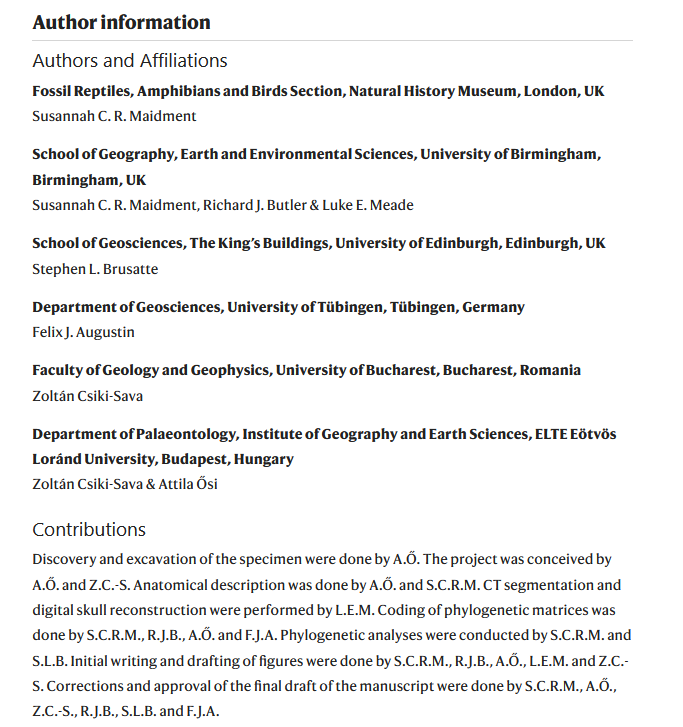 Author information
Authors and Affiliations
Fossil Reptiles, Amphibians and Birds Section, Natural History Museum, London, UK
Susannah C. R. Maidment
School of Geography, Earth and Environmental Sciences, University of Birmingham,
Birmingham, UK
Susannah C. R. Maidment, Richard J. Butler & Luke E. Meade
School of Geosciences, The King’s Buildings, University of Edinburgh, Edinburgh, UK
Stephen L. Brusatte
Department of Geosciences, University of Tübingen, Tübingen, Germany
Felix J. Augustin
Faculty of Geology and Geophysics, University of Bucharest, Bucharest, Romania
Zoltán Csiki-Sava
Department of Palaeontology, Institute of Geography and Earth Sciences, ELTE Eötvös
Loránd University, Budapest, Hungary
Zoltán Csiki-Sava & Attila Ősi
Contributions
Discovery and excavation of the specimen were done by A.Ő. The project was conceived by
A.Ő. and Z.C.-S. Anatomical description was done by A.Ő. and S.C.R.M. CT segmentation and
digital skull reconstruction were performed by L.E.M. Coding of phylogenetic matrices was
done by S.C.R.M., R.J.B., A.Ő. and F.J.A. Phylogenetic analyses were conducted by S.C.R.M. and
S.L.B. Initial writing and drafting of figures were done by S.C.R.M., R.J.B., A.Ő., L.E.M. and Z.C.-
S. Corrections and approval of the final draft of the manuscript were done by S.C.R.M., A.Ő.,
Z.C.-S., R.J.B., S.L.B. and F.J.A.